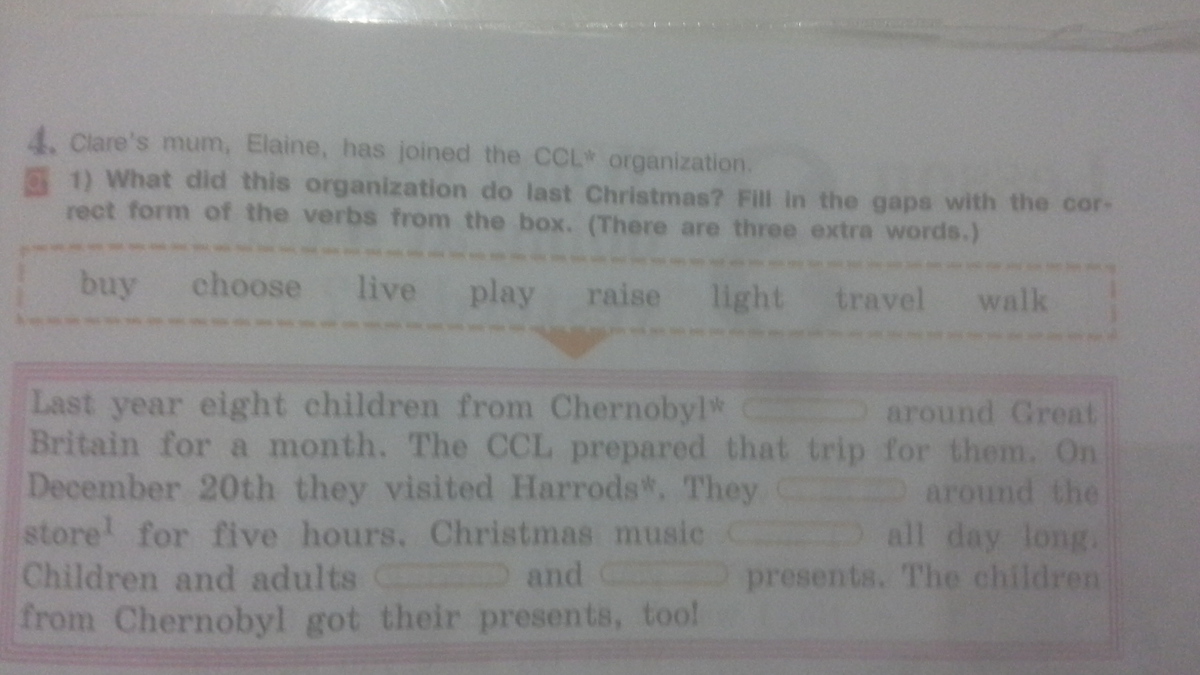 4. Clare's mum, Elaine, has joined the CCL* organization.
a 1) What did this organization do last Christmas? Fill in the gaps with the cor-
rect form of the verbs from the box. (There are three extra words.)
buy choose live play raise light travel walk
Last year eight children from Chernobyl* around Great
Britain for a month. The CCL prepared that trip for them. On
December 20th they visited Harrods*. They around the
store¹ for five hours. Christmas music all day long.
Children and adults and presents. The children
from Chernobyl got their presents, too!